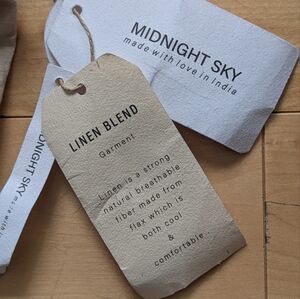 MIDNIGHT SKY
made with love in India
LINEN BLEND
Garment
Linen is a strong
natural breathable
fiber made from
flax which is
both cool
&
comfortable
MIDNIGHT SKY